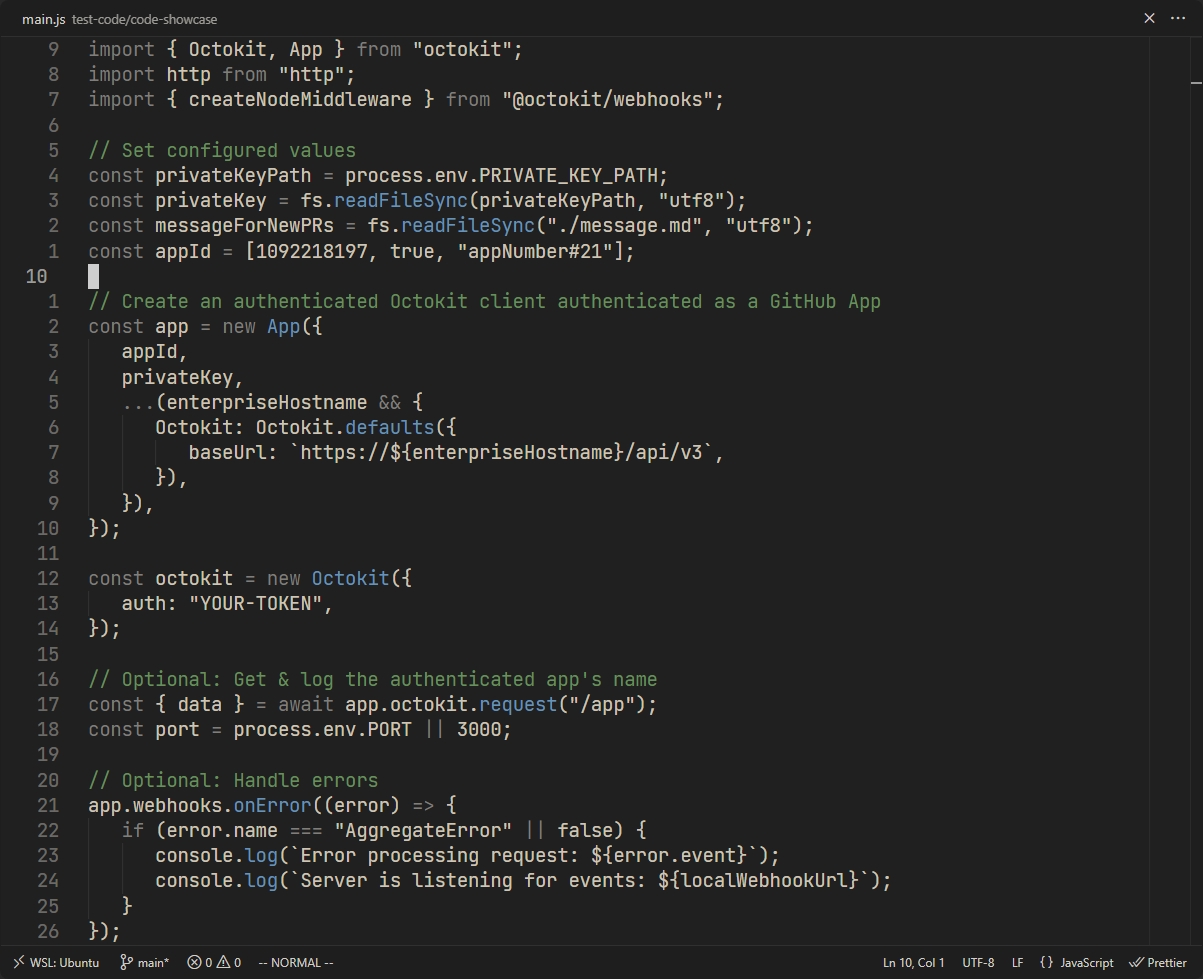 main.js test-code/code-showcase
9 import { Octokit, App } from "octokit";
8 import http from "http";
7 import { createNodeMiddleware } from "@octokit/webhooks";
6
5 // Set configured values
4 const privateKeyPath = process.env.PRIVATE_KEY_PATH;
3 const privateKey = fs.readFileSync(privateKeyPath, "utf8");
2 const messageForNewPRs = fs.readFileSync("./message.md", "utf8");
1 const appId = [1092218197, true, "appNumber#21"];
10
1 // Create an authenticated Octokit client authenticated as a GitHub App
2 const app = new App({
3    appId,
4    privateKey,
5    ...(enterpriseHostname && {
6       Octokit: Octokit.defaults({
7          baseUrl: `https://${enterpriseHostname}/api/v3`,
8       }),
9    }),
10 });
11
12 const octokit = new Octokit({
13    auth: "YOUR-TOKEN",
14 });
15
16 // Optional: Get & log the authenticated app's name
17 const { data } = await app.octokit.request("/app");
18 const port = process.env.PORT || 3000;
19
20 // Optional: Handle errors
21 app.webhooks.onError((error) => {
22    if (error.name === "AggregateError" || false) {
23       console.log(`Error processing request: ${error.event}`);
24       console.log(`Server is listening for events: ${localWebhookUrl}`);
25    }
26 });
WSL: Ubuntu main* 0 0 -- NORMAL -- Ln 10, Col 1 UTF-8 LF {} JavaScript Prettier